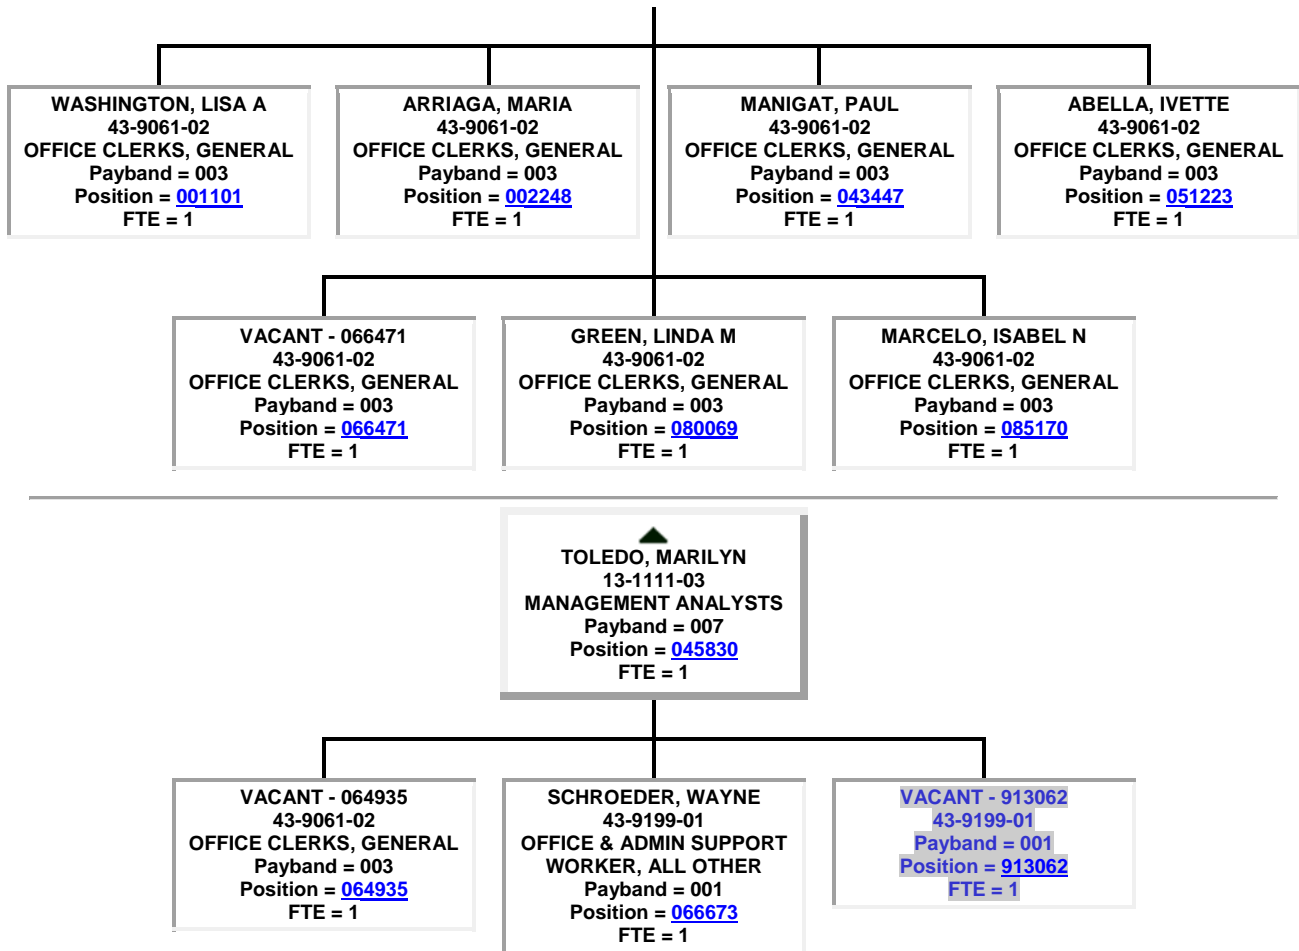 WASHINGTON, LISA A
43-9061-02
OFFICE CLERKS, GENERAL
Payband = 003
Position = 001101
FTE = 1
ARRIAGA, MARIA
43-9061-02
OFFICE CLERKS, GENERAL
Payband = 003
Position = 002248
FTE = 1
MANIGAT, PAUL
43-9061-02
OFFICE CLERKS, GENERAL
Payband = 003
Position = 043447
FTE = 1
ABELLA, IVETTE
43-9061-02
OFFICE CLERKS, GENERAL
Payband = 003
Position = 051223
FTE = 1
VACANT - 066471
43-9061-02
OFFICE CLERKS, GENERAL
Payband = 003
Position = 066471
FTE = 1
GREEN, LINDA M
43-9061-02
OFFICE CLERKS, GENERAL
Payband = 003
Position = 080069
FTE = 1
MARCELO, ISABEL N
43-9061-02
OFFICE CLERKS, GENERAL
Payband = 003
Position = 085170
FTE = 1
TOLEDO, MARILYN
13-1111-03
MANAGEMENT ANALYSTS
Payband = 007
Position = 045830
FTE = 1
VACANT - 064935
43-9061-02
OFFICE CLERKS, GENERAL
Payband = 003
Position = 064935
FTE = 1
SCHROEDER, WAYNE
43-9199-01
OFFICE & ADMIN SUPPORT
WORKER, ALL OTHER
Payband = 001
Position = 066673
FTE = 1
VACANT - 913062
43-9199-01
Payband = 001
Position = 913062
FTE = 1